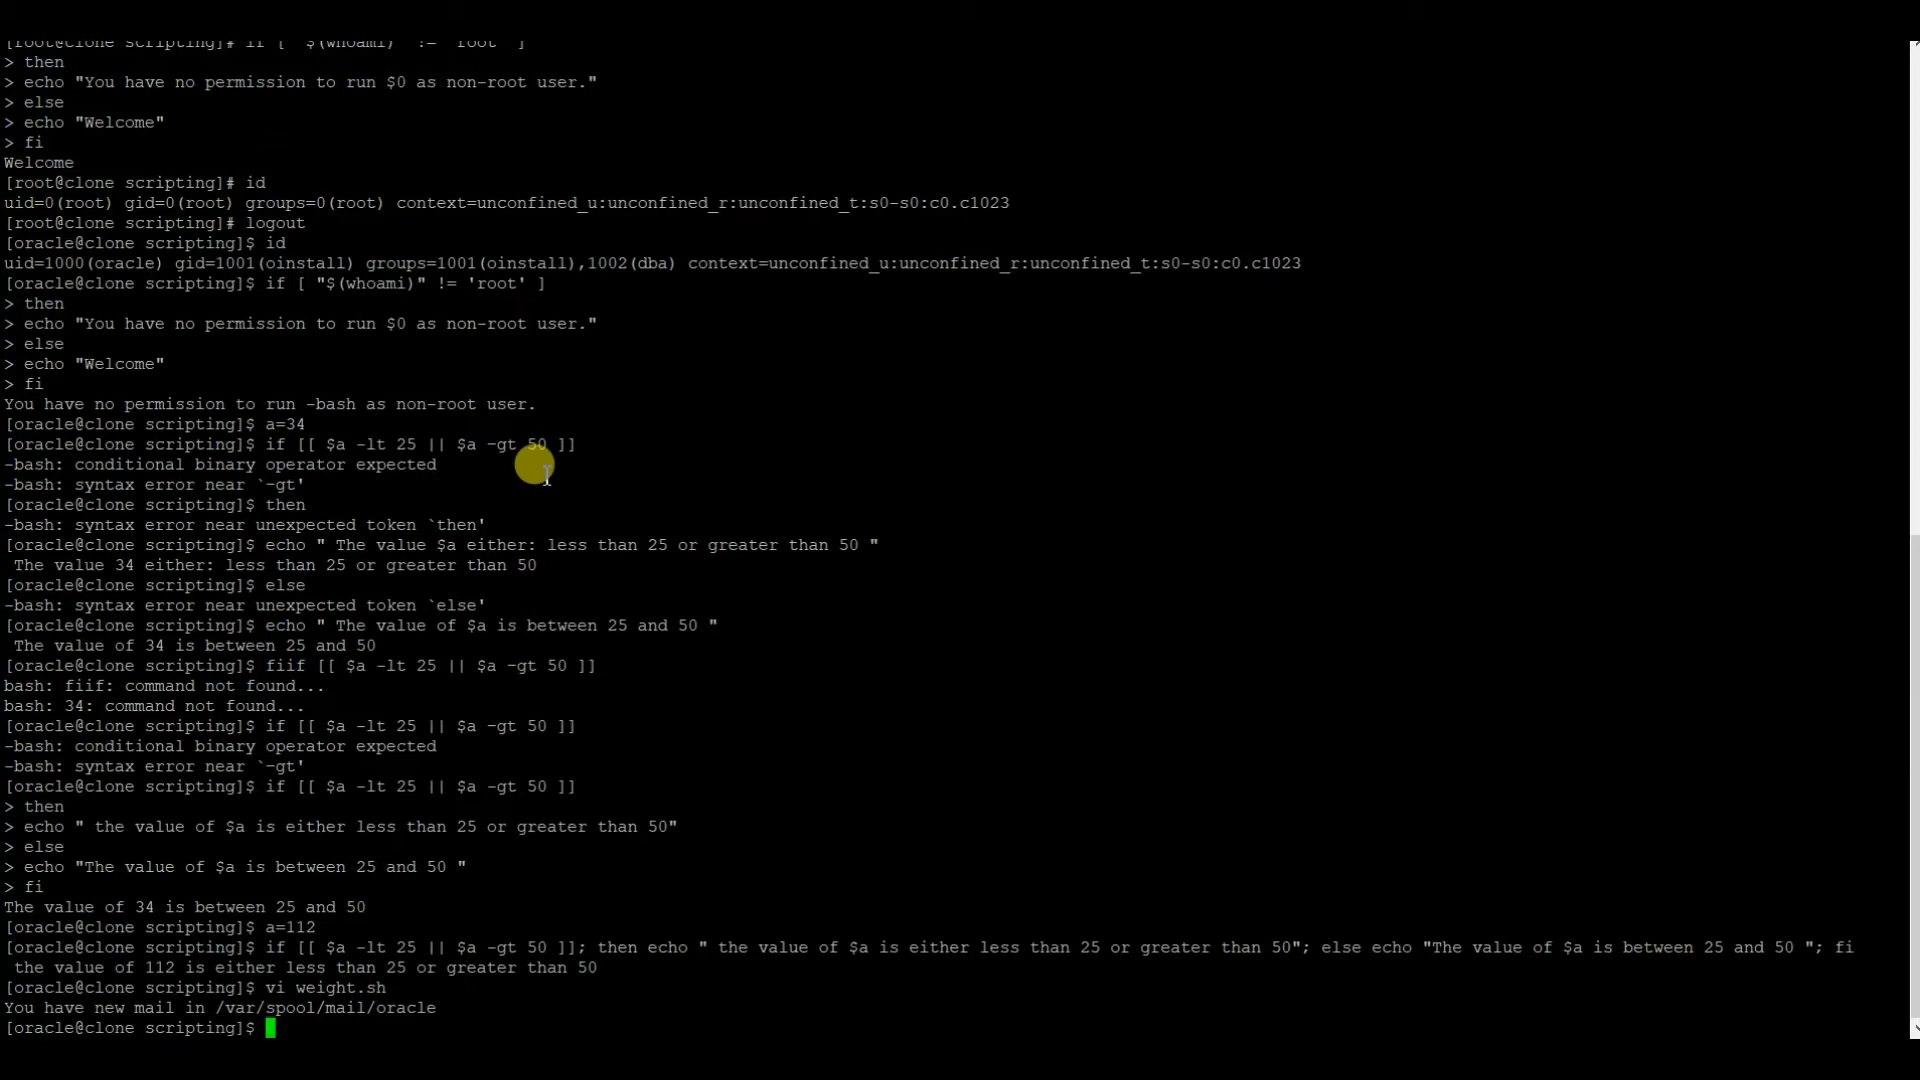 [root@clone scripting]# if [ "$(whoami)" != 'root' ]
> then
> echo "You have no permission to run $0 as non-root user."
> else
> echo "Welcome"
> fi
Welcome
[root@clone scripting]# id
uid=0(root) gid=0(root) groups=0(root) context=unconfined_u:unconfined_r:unconfined_t:s0-s0:c0.c1023
[root@clone scripting]# logout
[oracle@clone scripting]$ id
uid=1000(oracle) gid=1001(oinstall) groups=1001(oinstall),1002(dba) context=unconfined_u:unconfined_r:unconfined_t:s0-s0:c0.c1023
[oracle@clone scripting]$ if [ "$(whoami)" != 'root' ]
> then
> echo "You have no permission to run $0 as non-root user."
> else
> echo "Welcome"
> fi
You have no permission to run -bash as non-root user.
[oracle@clone scripting]$ a=34
[oracle@clone scripting]$ if [[ $a -lt 25 || $a –gt 50 ]]
-bash: conditional binary operator expected
-bash: syntax error near `–gt'
[oracle@clone scripting]$ then
-bash: syntax error near unexpected token `then'
[oracle@clone scripting]$ echo " The value $a either: less than 25 or greater than 50 "
 The value 34 either: less than 25 or greater than 50
[oracle@clone scripting]$ else
-bash: syntax error near unexpected token `else'
[oracle@clone scripting]$ echo " The value of $a is between 25 and 50 "
 The value of 34 is between 25 and 50
[oracle@clone scripting]$ fiif [[ $a -lt 25 || $a –gt 50 ]]
bash: fiif: command not found...
bash: 34: command not found...
[oracle@clone scripting]$ if [[ $a -lt 25 || $a –gt 50 ]]
-bash: conditional binary operator expected
-bash: syntax error near `–gt'
[oracle@clone scripting]$ if [[ $a -lt 25 || $a -gt 50 ]]
> then
> echo " the value of $a is either less than 25 or greater than 50"
> else
> echo "The value of $a is between 25 and 50 "
> fi
The value of 34 is between 25 and 50
[oracle@clone scripting]$ a=112
[oracle@clone scripting]$ if [[ $a -lt 25 || $a -gt 50 ]]; then echo " the value of $a is either less than 25 or greater than 50"; else echo "The value of $a is between 25 and 50 "; fi
 the value of 112 is either less than 25 or greater than 50
[oracle@clone scripting]$ vi weight.sh
You have new mail in /var/spool/mail/oracle
[oracle@clone scripting]$